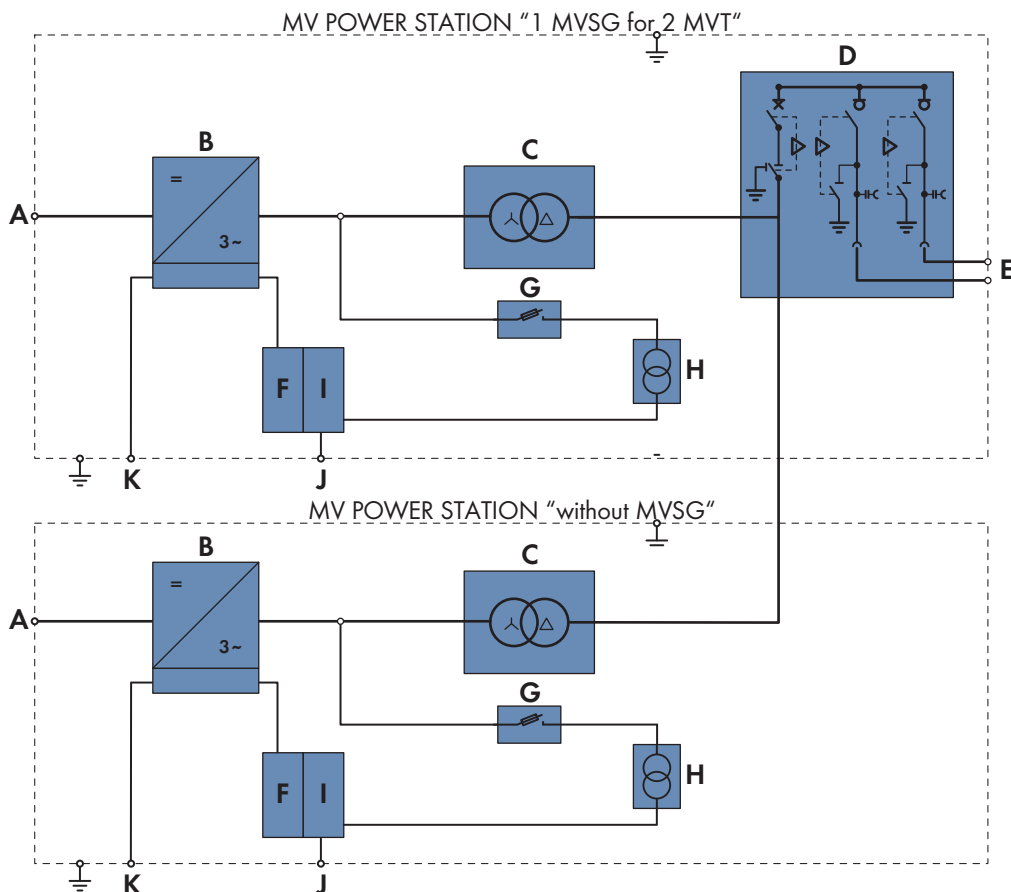 MV POWER STATION “1 MVSG for 2 MVT“
D
B
C
=
A
3~
E
G
H
F I
K
J
MV POWER STATION “without MVSG“
B
C
=
A
3~
G
H
F I
K
J